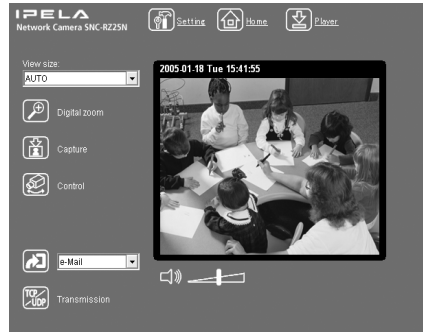 IPELA
Network Camera SNC-RZ25N
Setting
Home
Player
View size:
AUTO
2005-01-18 Tue 15:41:55
Digital zoom
Capture
Control
e-Mail
TCP/UDP
Transmission